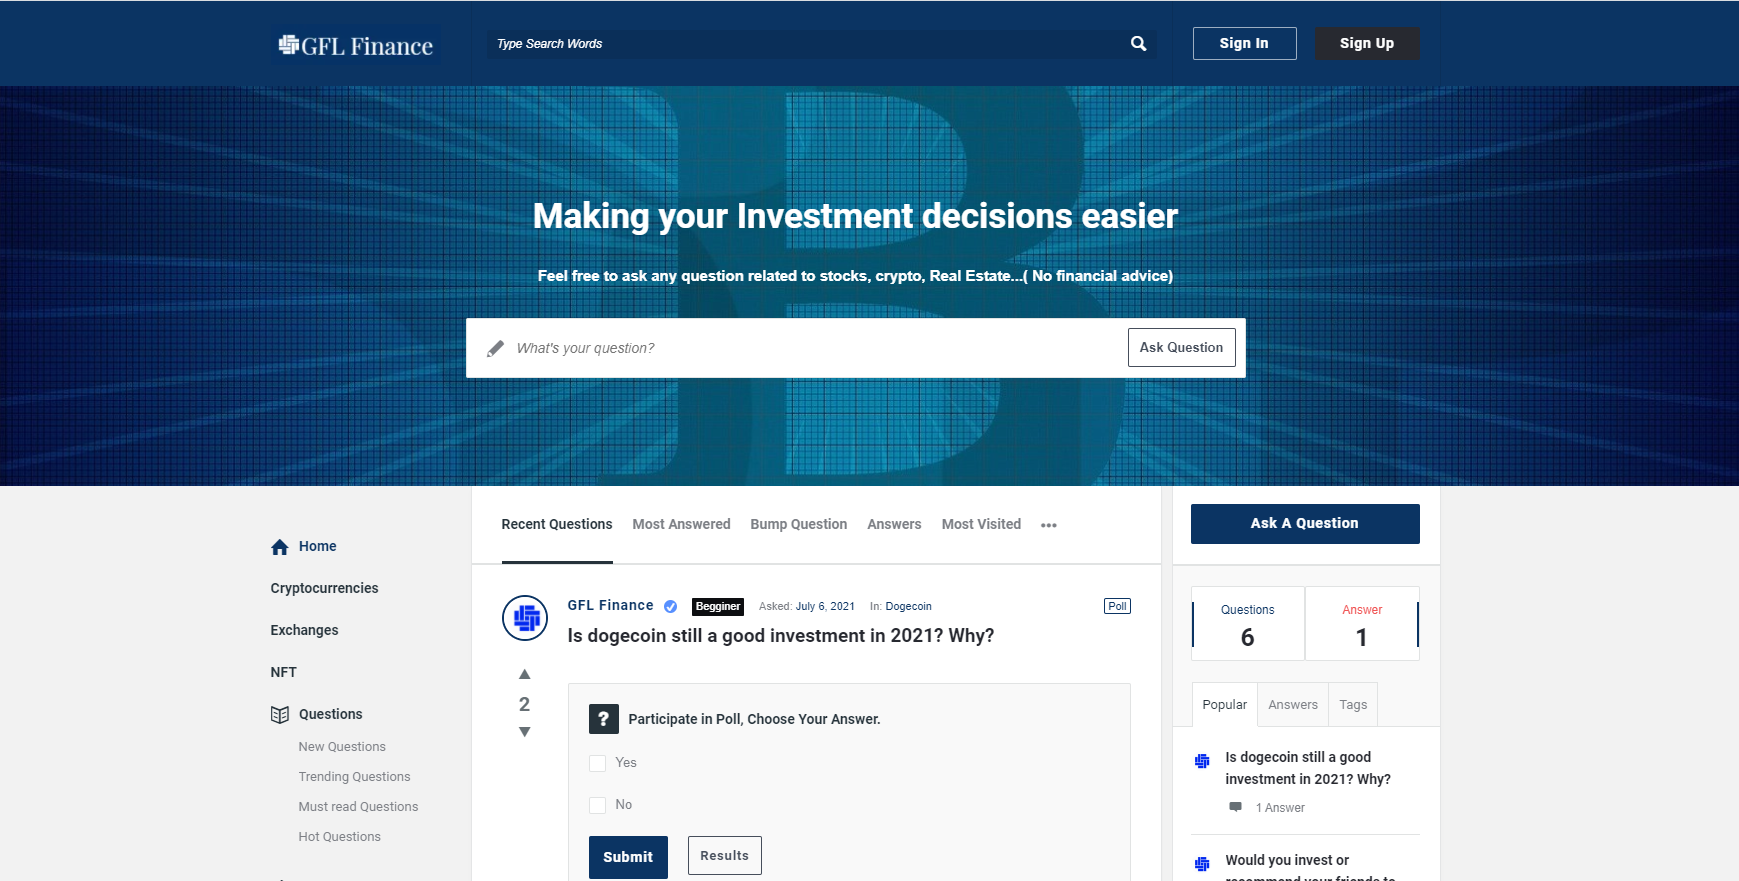 GFL Finance
Type Search Words
Sign In
Sign Up
Making your Investment decisions easier
Feel free to ask any question related to stocks, crypto, Real Estate...( No financial advice)
What's your question?
Ask Question
Home
Cryptocurrencies
Exchanges
NFT
Questions
New Questions
Trending Questions
Must read Questions
Hot Questions
Recent Questions
Most Answered
Bump Question
Answers
Most Visited
GFL Finance
Begginer
Asked: July 6, 2021
In: Dogecoin
Poll
Is dogecoin still a good investment in 2021? Why?
2
? Participate in Poll, Choose Your Answer.
Yes
No
Submit
Results
Ask A Question
Questions
6
Answer
1
Popular
Answers
Tags
Is dogecoin still a good
investment in 2021? Why?
1 Answer
Would you invest or
recommend your friends to